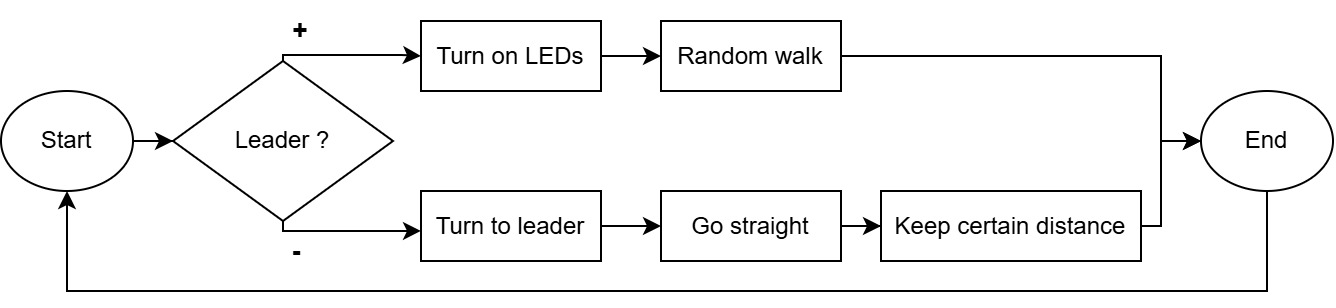 +
Turn on LEDs
Random walk
Start
Leader ?
End
Turn to leader
Go straight
Keep certain distance
-